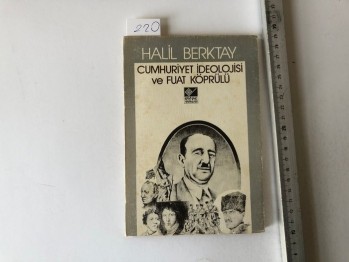 220
HALİL BERKTAY
CUMHURİYET İDEOLOJİSİ
ve FUAT KÖPRÜLÜ